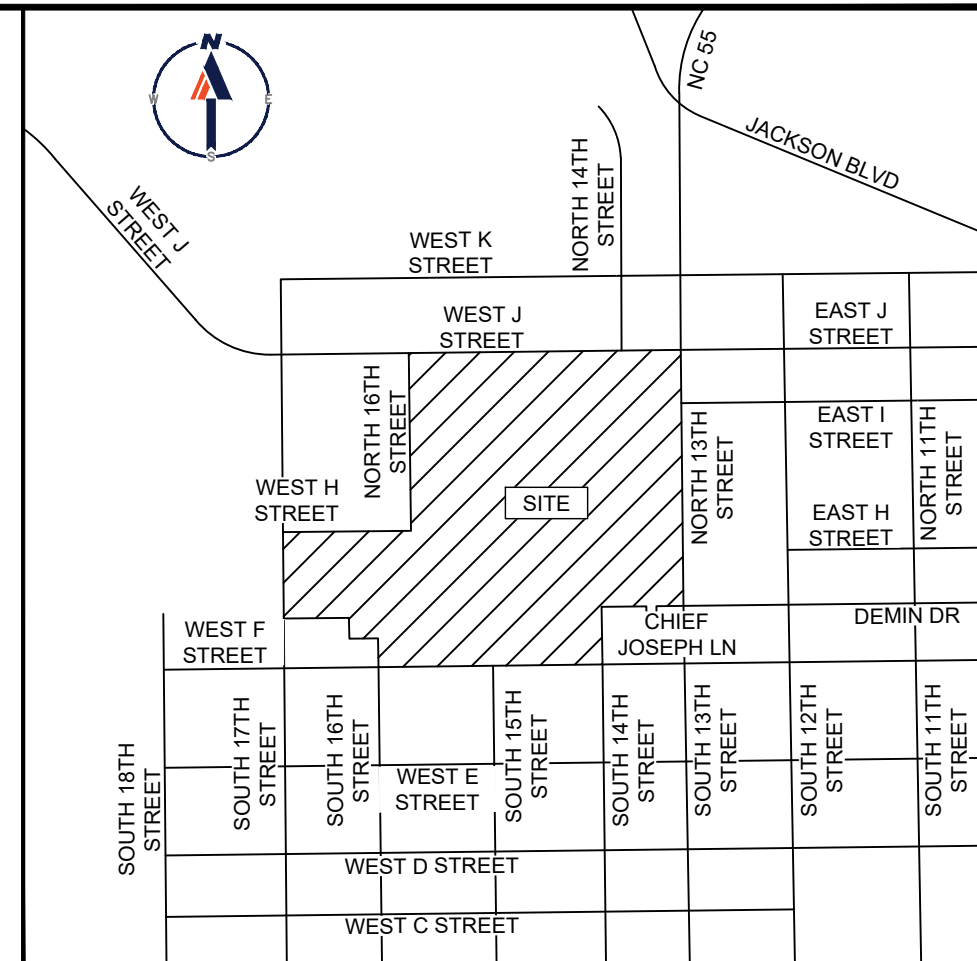 N
W
E
S
NC 55
JACKSON BLVD
WEST J
STREET
NORTH 14TH
STREET
WEST K
STREET
WEST J
STREET
EAST J
STREET
NORTH 16TH
STREET
EAST I
STREET
NORTH 13TH
STREET
NORTH 11TH
STREET
WEST H
STREET
SITE
EAST H
STREET
WEST F
STREET
CHIEF
JOSEPH LN
DEMIN DR
SOUTH 18TH
STREET
SOUTH 17TH
STREET
SOUTH 16TH
STREET
SOUTH 15TH
STREET
SOUTH 14TH
STREET
SOUTH 13TH
STREET
SOUTH 12TH
STREET
SOUTH 11TH
STREET
WEST E
STREET
WEST D STREET
WEST C STREET